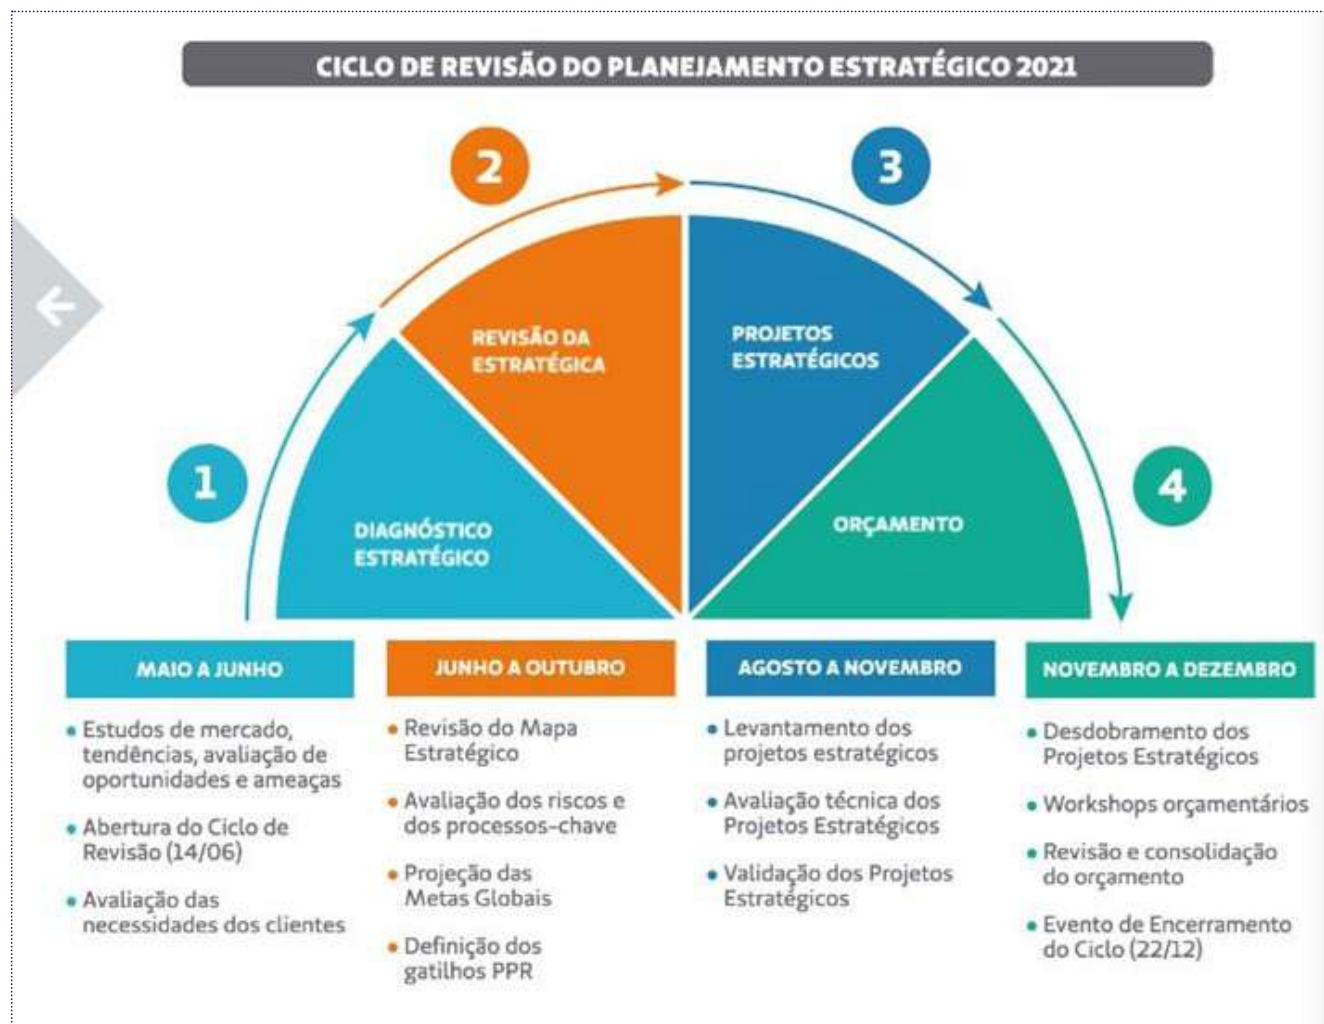 CICLO DE REVISÃO DO PLANEJAMENTO ESTRATÉGICO 2021
1
DIAGNÓSTICO
ESTRATÉGICO
2
REVISÃO DA
ESTRATÉGICA
3
PROJETOS
ESTRATÉGICOS
4
ORÇAMENTO
MAIO A JUNHO
• Estudos de mercado,
tendências, avaliação de
oportunidades e ameaças
• Abertura do Ciclo de
Revisão (14/06)
• Avaliação das
necessidades dos clientes
JUNHO A OUTUBRO
• Revisão do Mapa
Estratégico
• Avaliação dos riscos e
dos processos-chave
• Projeção das
Metas Globais
• Definição dos
gatilhos PPR
AGOSTO A NOVEMBRO
• Levantamento dos
projetos estratégicos
• Avaliação técnica dos
Projetos Estratégicos
• Validação dos Projetos
Estratégicos
NOVEMBRO A DEZEMBRO
• Desdobramento dos
Projetos Estratégicos
• Workshops orçamentários
• Revisão e consolidação
do orçamento
• Evento de Encerramento
do Ciclo (22/12)